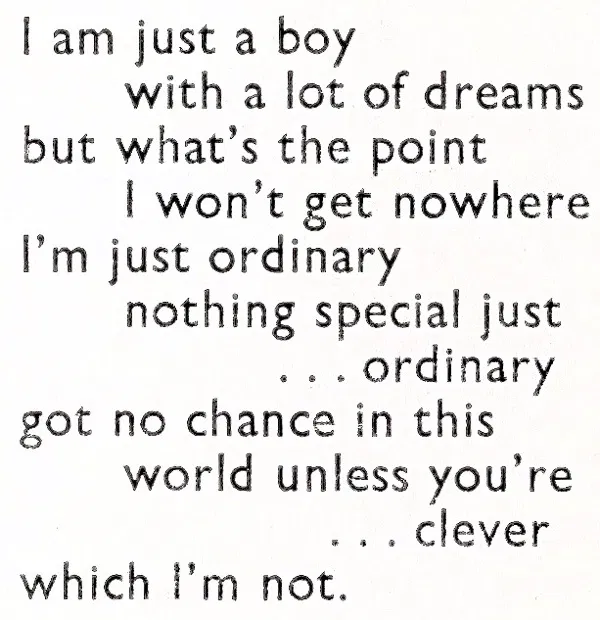 I am just a boy
with a lot of dreams
but what's the point
I won't get nowhere
I'm just ordinary
nothing special just
. . . ordinary
got no chance in this
world unless you're
. . . clever
which I'm not.